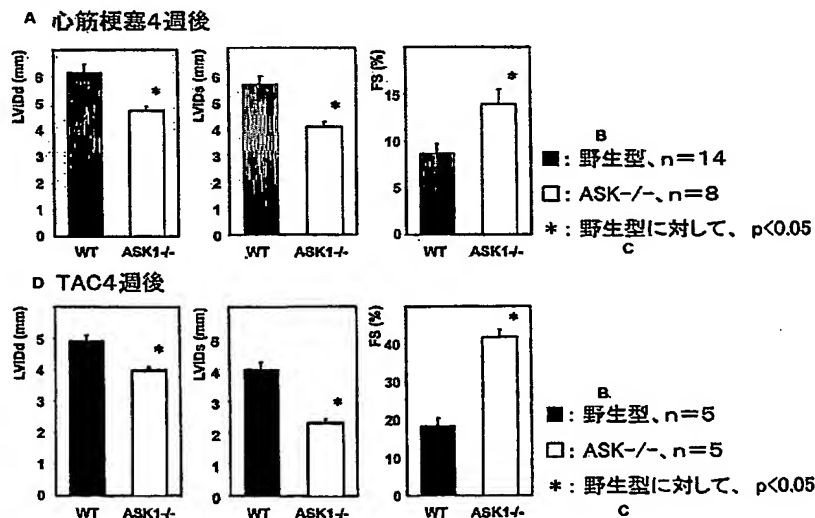 A 心筋梗塞4週後
LVIDd (mm)
6
5
4
3
2
1
0
WT ASK1-/-
*
LVIDs (mm)
6
5
4
3
2
1
0
WT ASK1-/-
*
FS (%)
15
10
5
0
WT ASK1-/-
*
B
■: 野生型、n=14
□: ASK-/-、n=8
*: 野生型に対して、 p<0.05
C
D TAC4週後
LVIDd (mm)
5
4
3
2
1
0
WT ASK1-/-
*
LVIDs (mm)
5
4
3
2
1
0
WT ASK1-/-
*
FS (%)
40
30
20
10
0
WT ASK1-/-
*
B.
■: 野生型、n=5
□: ASK-/-、n=5
*: 野生型に対して、 p<0.05
C